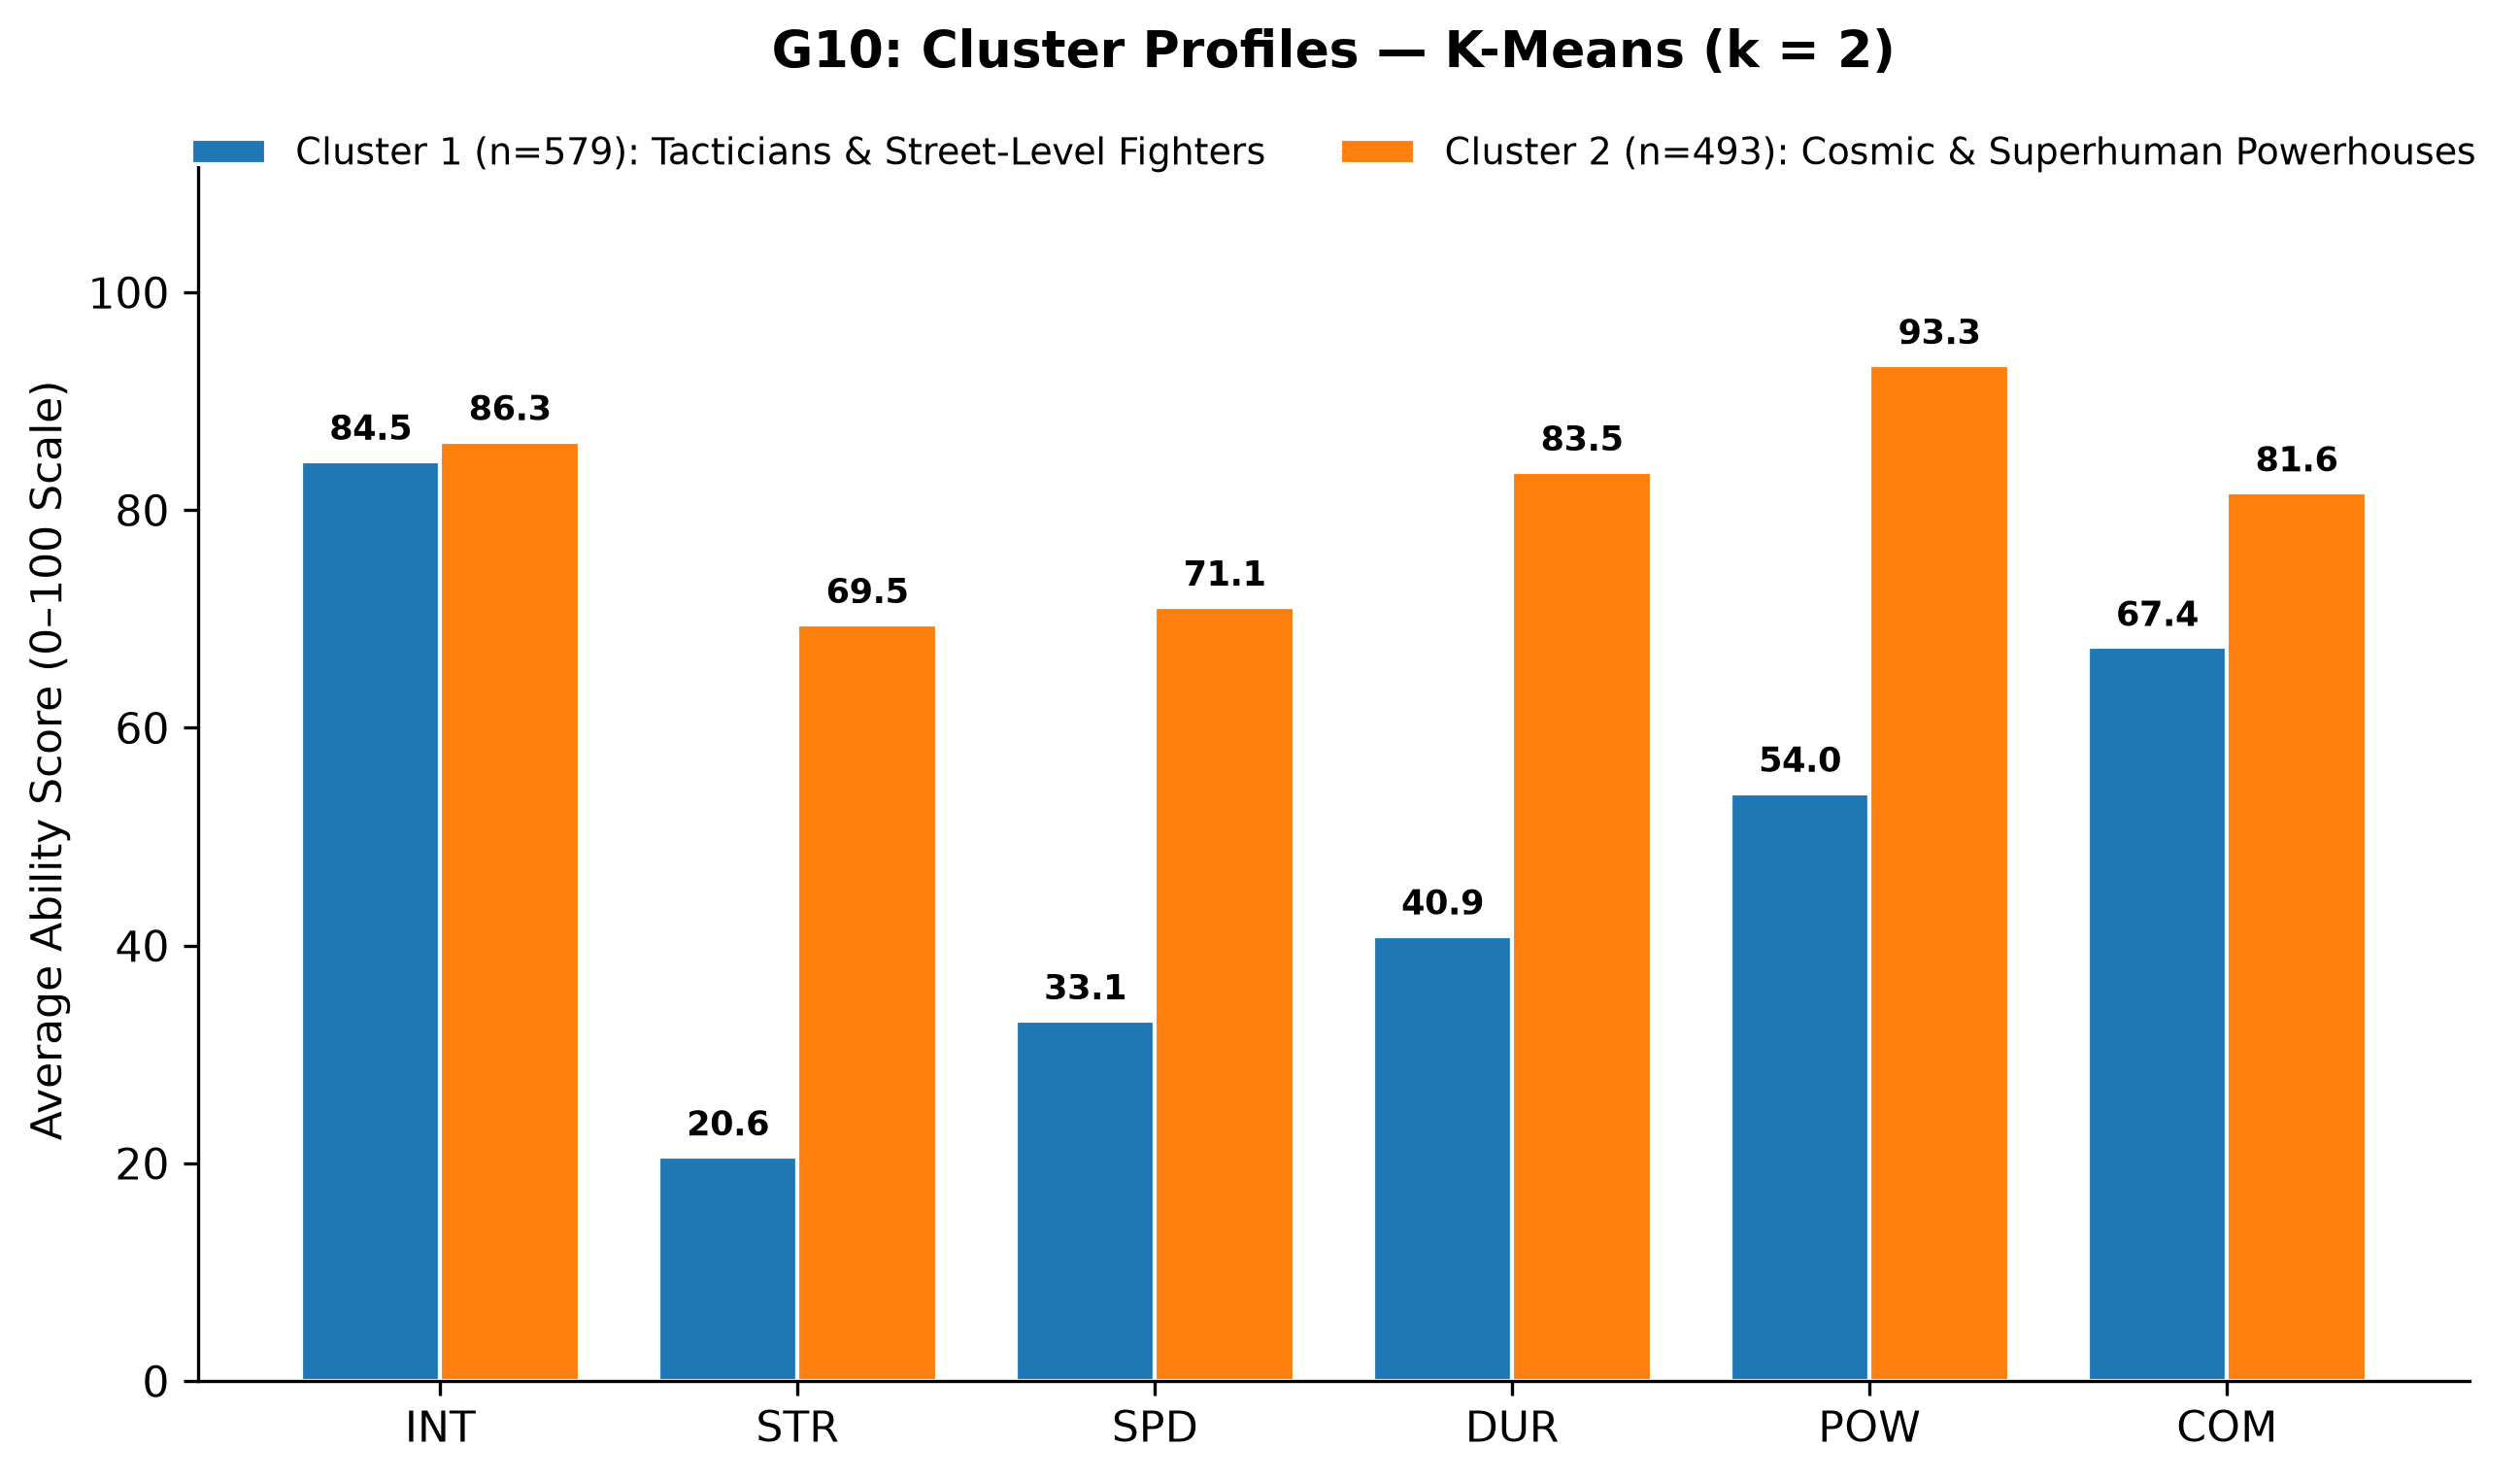 G10: Cluster Profiles — K-Means (k = 2)
Cluster 1 (n=579): Tacticians & Street-Level Fighters
Cluster 2 (n=493): Cosmic & Superhuman Powerhouses
Average Ability Score (0–100 Scale)
100
80
60
40
20
0
84.5
86.3
20.6
69.5
33.1
71.1
40.9
83.5
54.0
93.3
67.4
81.6
INT
STR
SPD
DUR
POW
COM